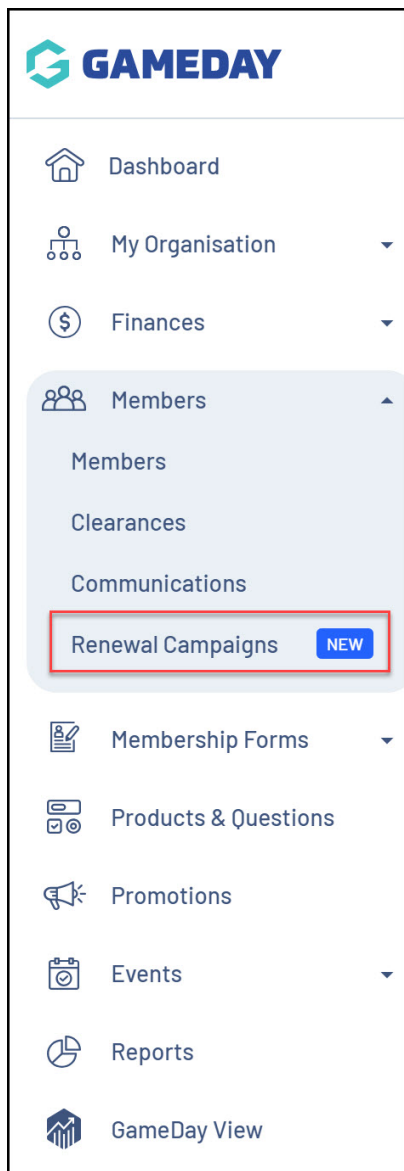 GAMEDAY
Dashboard
My Organisation
$ Finances
Members
Members
Clearances
Communications
Renewal Campaigns NEW
Membership Forms
Products & Questions
Promotions
Events
Reports
GameDay View